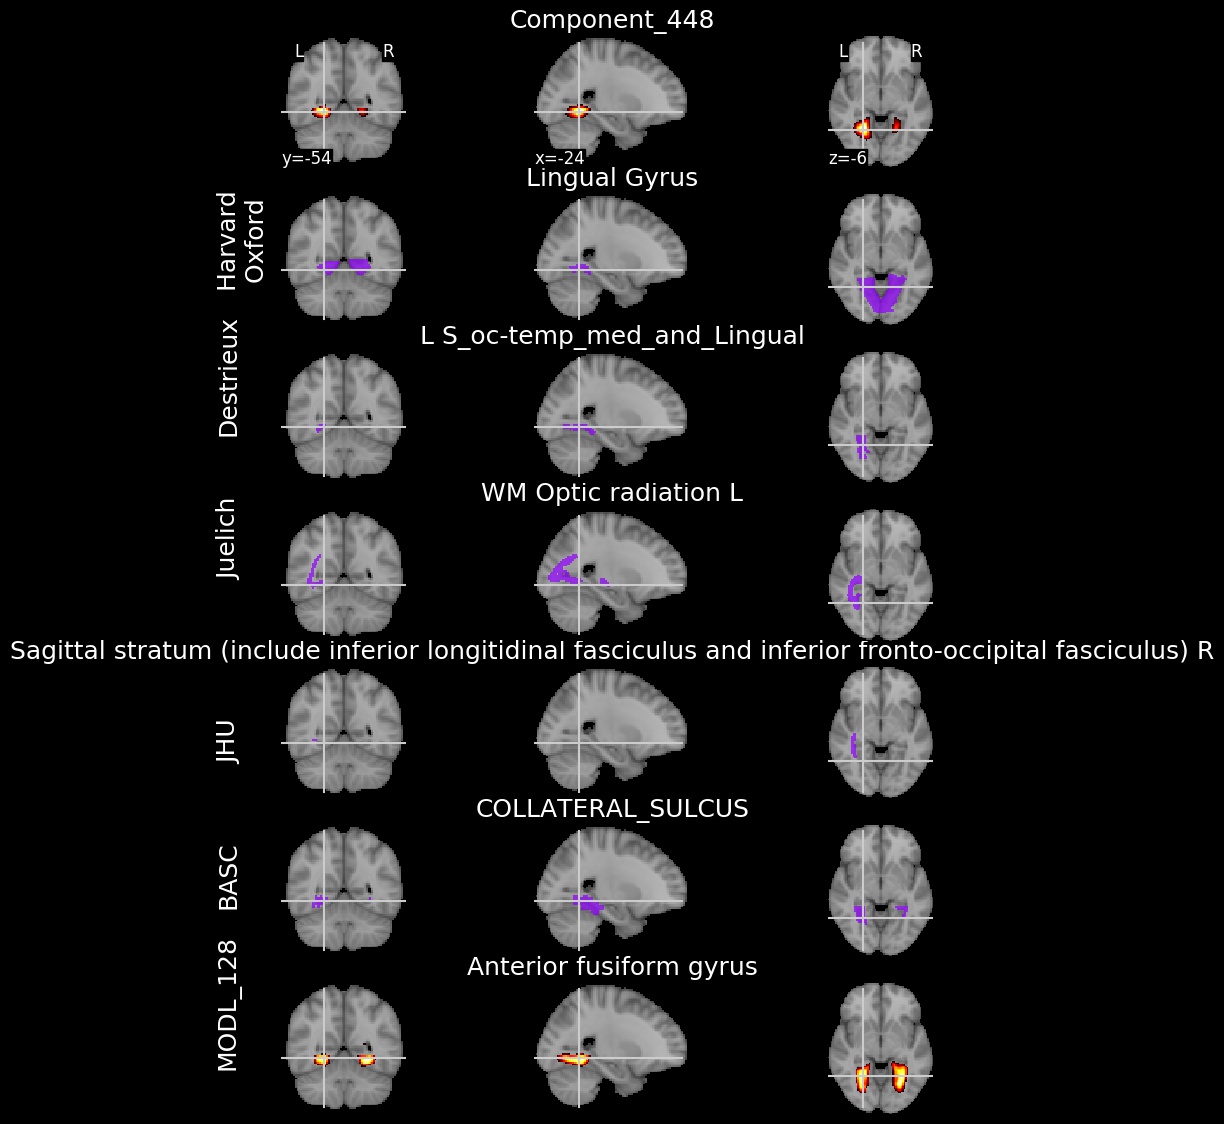 Component_448
L R L R
y=-54 x=-24 z=-6
Lingual Gyrus
Harvard
Oxford
L S_oc-temp_med_and_Lingual
Destrieux
WM Optic radiation L
Juelich
Sagittal stratum (include inferior longitidinal fasciculus and inferior fronto-occipital fasciculus) R
JHU
COLLATERAL_SULCUS
BASC
Anterior fusiform gyrus
MODL_128